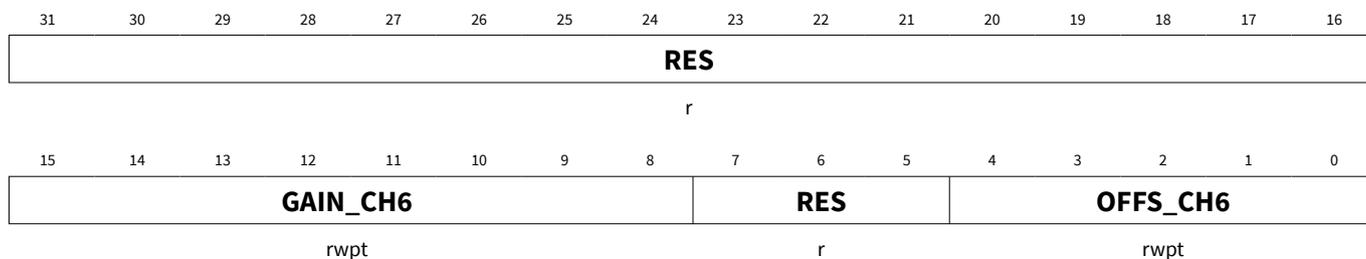 31 30 29 28 27 26 25 24 23 22 21 20 19 18 17 16
RES
r
15 14 13 12 11 10 9 8 7 6 5 4 3 2 1 0
GAIN_CH6 RES OFFS_CH6
rwpt r rwpt